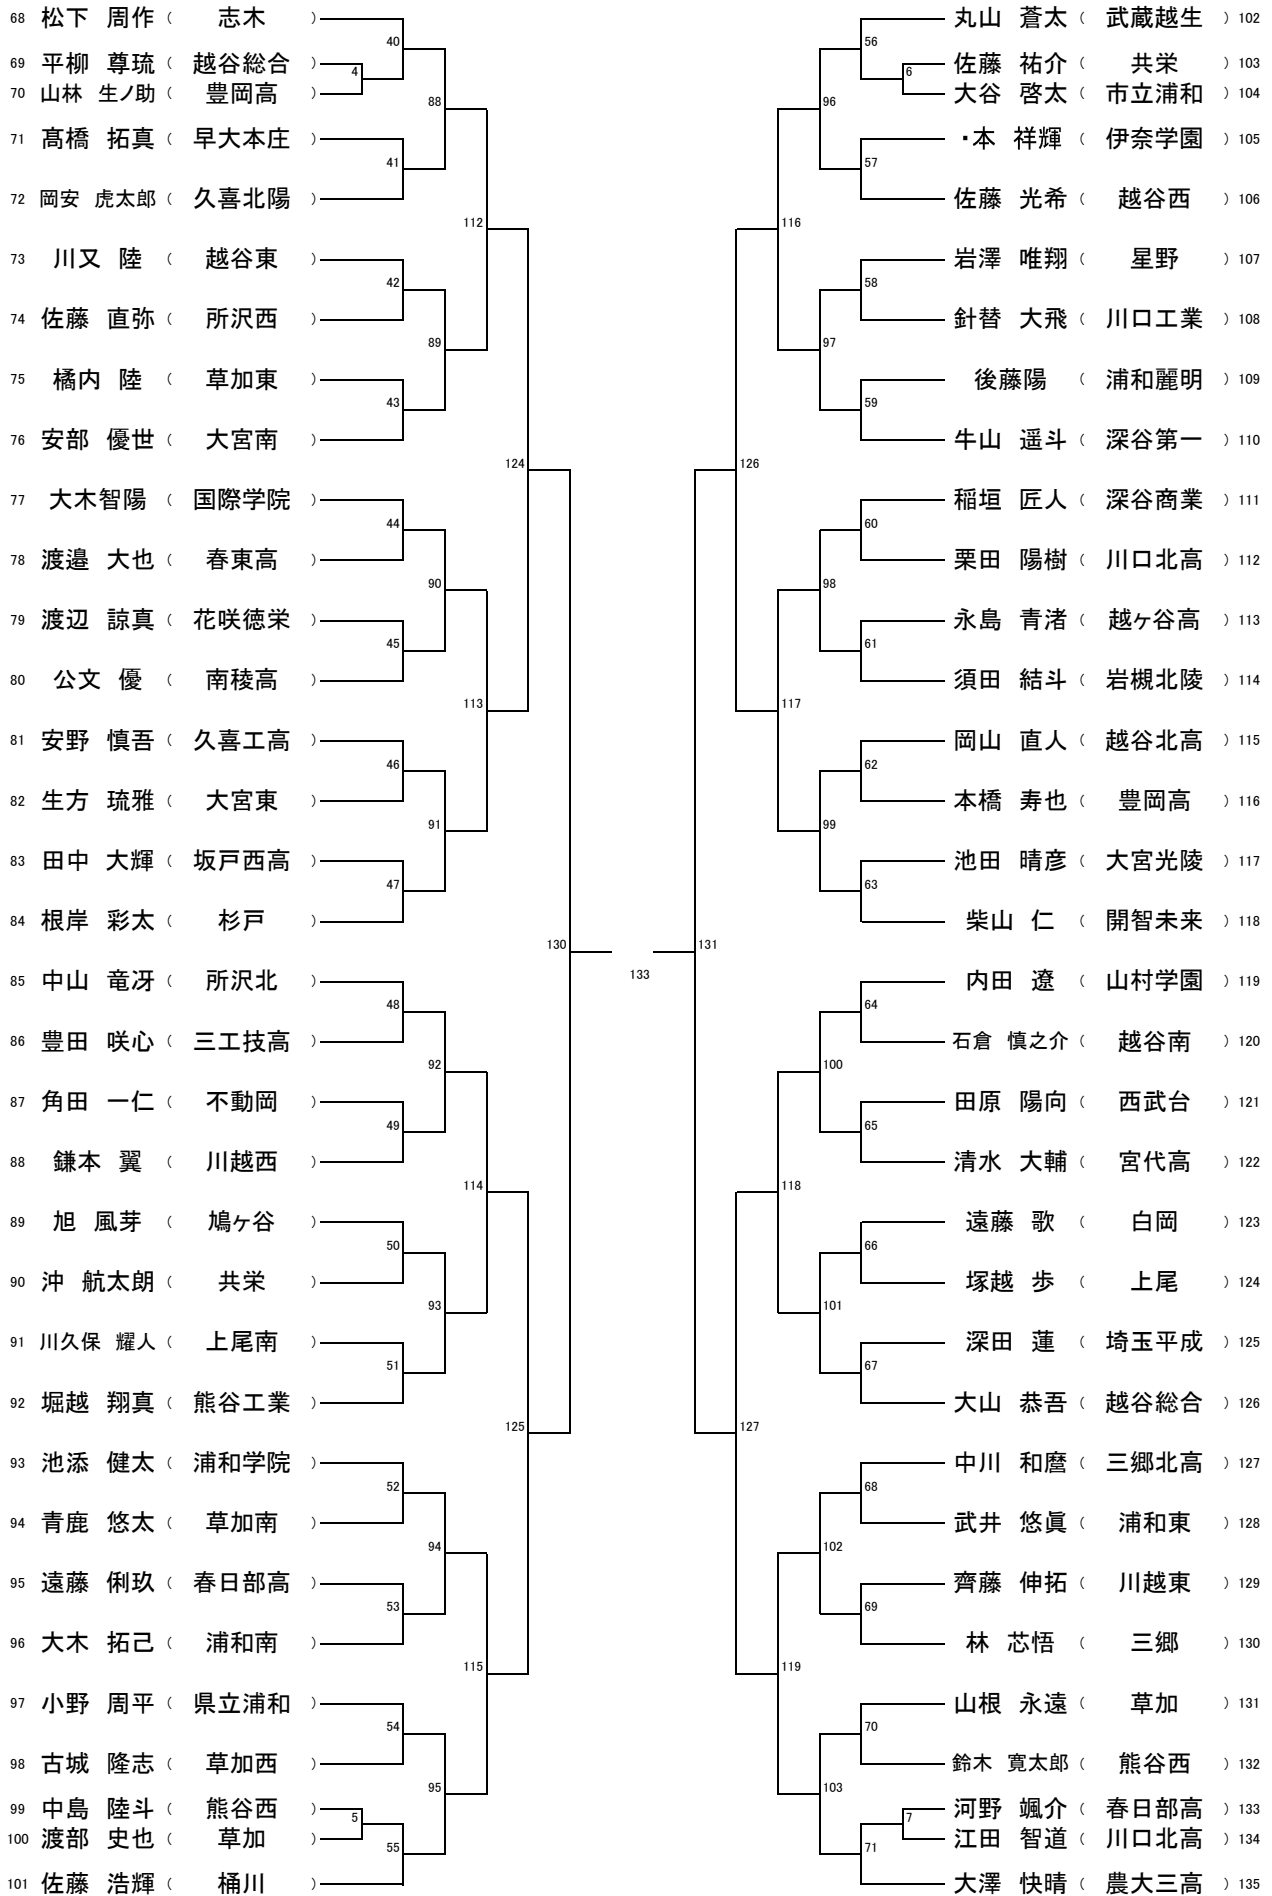 68 松下 周作 ( 志木 )
69 平柳 尊琉 ( 越谷総合 )
70 山林 生ノ助 ( 豊岡高 )
71 髙橋 拓真 ( 早大本庄 )
72 岡安 虎太郎 ( 久喜北陽 )
73 川又 陸 ( 越谷東 )
74 佐藤 直弥 ( 所沢西 )
75 橘内 陸 ( 草加東 )
76 安部 優世 ( 大宮南 )
77 大木智陽 ( 国際学院 )
78 渡邉 大也 ( 春東高 )
79 渡辺 諒真 ( 花咲徳栄 )
80 公文 優 ( 南稜高 )
81 安野 慎吾 ( 久喜工高 )
82 生方 琉雅 ( 大宮東 )
83 田中 大輝 ( 坂戸西高 )
84 根岸 彩太 ( 杉戸 )
85 中山 竜冴 ( 所沢北 )
86 豊田 咲心 ( 三工技高 )
87 角田 一仁 ( 不動岡 )
88 鎌本 翼 ( 川越西 )
89 旭 風芽 ( 鳩ヶ谷 )
90 沖 航太朗 ( 共栄 )
91 川久保 耀人 ( 上尾南 )
92 堀越 翔真 ( 熊谷工業 )
93 池添 健太 ( 浦和学院 )
94 青鹿 悠太 ( 草加南 )
95 遠藤 俐玖 ( 春日部高 )
96 大木 拓己 ( 浦和南 )
97 小野 周平 ( 県立浦和 )
98 古城 隆志 ( 草加西 )
99 中島 陸斗 ( 熊谷西 )
100 渡部 史也 ( 草加 )
101 佐藤 浩輝 ( 桶川 )
40
4
88
41
112
42
89
43
124
44
90
45
113
46
91
47
130
48
92
49
114
50
93
51
125
52
94
53
115
54
95
5
55
133
丸山 蒼太 ( 武蔵越生 ) 102
佐藤 祐介 ( 共栄 ) 103
大谷 啓太 ( 市立浦和 ) 104
・本 祥輝 ( 伊奈学園 ) 105
佐藤 光希 ( 越谷西 ) 106
岩澤 唯翔 ( 星野 ) 107
針替 大飛 ( 川口工業 ) 108
後藤陽 ( 浦和麗明 ) 109
牛山 遥斗 ( 深谷第一 ) 110
稲垣 匠人 ( 深谷商業 ) 111
栗田 陽樹 ( 川口北高 ) 112
永島 青渚 ( 越ヶ谷高 ) 113
須田 結斗 ( 岩槻北陵 ) 114
岡山 直人 ( 越谷北高 ) 115
本橋 寿也 ( 豊岡高 ) 116
池田 晴彦 ( 大宮光陵 ) 117
柴山 仁 ( 開智未来 ) 118
内田 遼 ( 山村学園 ) 119
石倉 慎之介 ( 越谷南 ) 120
田原 陽向 ( 西武台 ) 121
清水 大輔 ( 宮代高 ) 122
遠藤 歌 ( 白岡 ) 123
塚越 歩 ( 上尾 ) 124
深田 蓮 ( 埼玉平成 ) 125
大山 恭吾 ( 越谷総合 ) 126
中川 和麿 ( 三郷北高 ) 127
武井 悠眞 ( 浦和東 ) 128
齊藤 伸拓 ( 川越東 ) 129
林 芯悟 ( 三郷 ) 130
山根 永遠 ( 草加 ) 131
鈴木 寛太郎 ( 熊谷西 ) 132
河野 颯介 ( 春日部高 ) 133
江田 智道 ( 川口北高 ) 134
大澤 快晴 ( 農大三高 ) 135
56
6
96
57
116
58
97
59
126
60
98
61
117
62
99
63
131
64
100
65
118
66
101
67
127
68
102
69
119
70
103
7
71